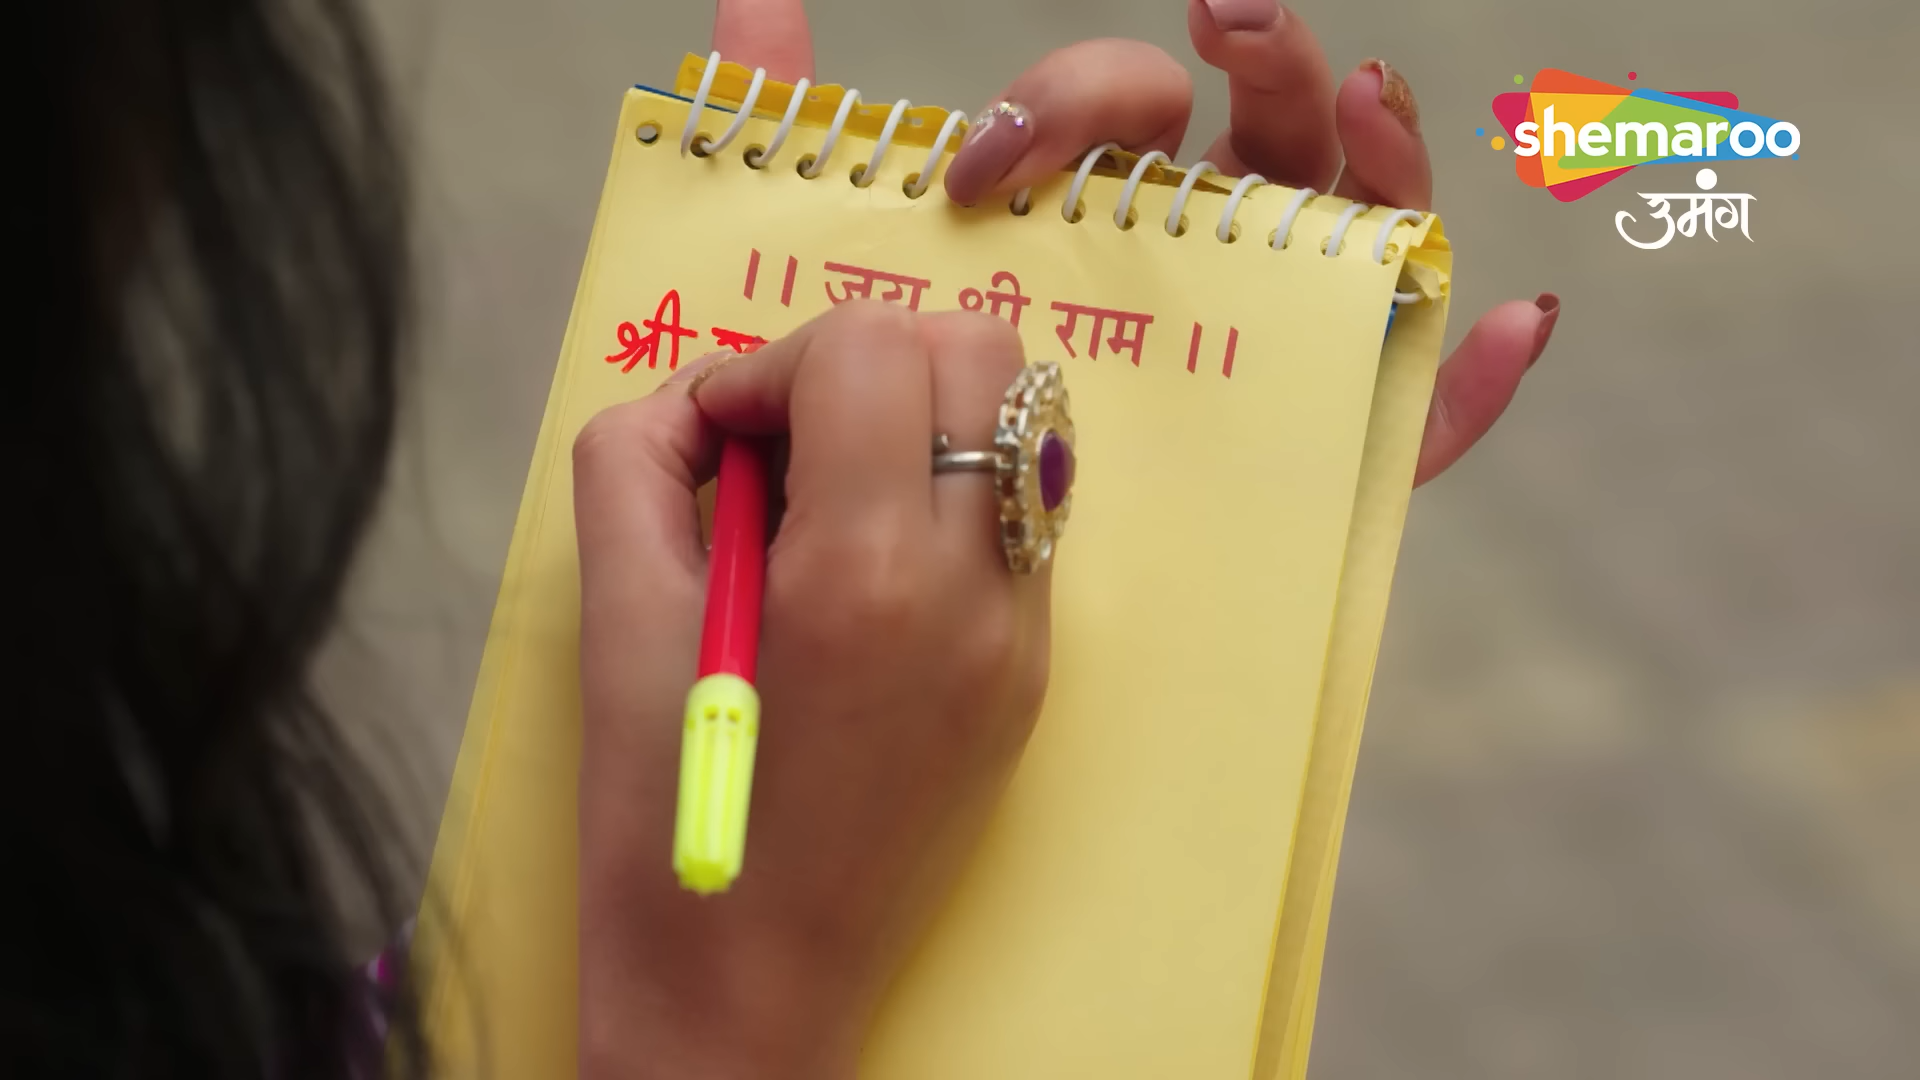 shemaroo
उमंग
।। जय श्री राम ।।
श्री